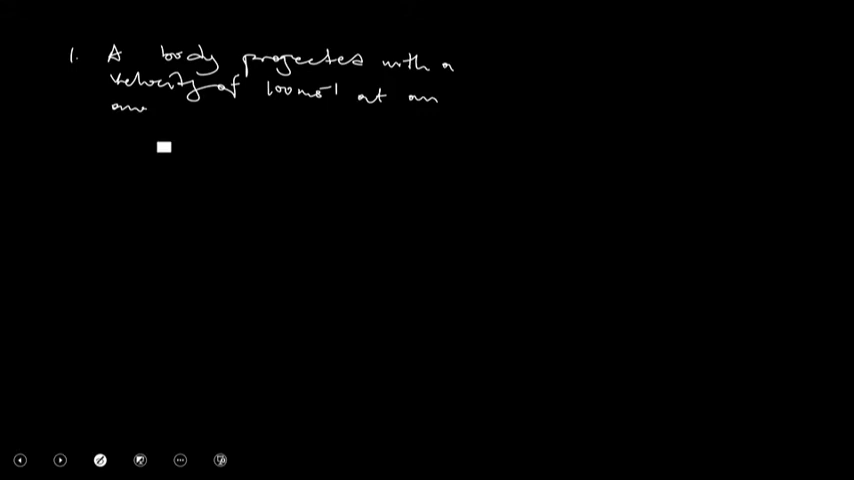 1. A body projected with a
velocity of 100ms-1 at an